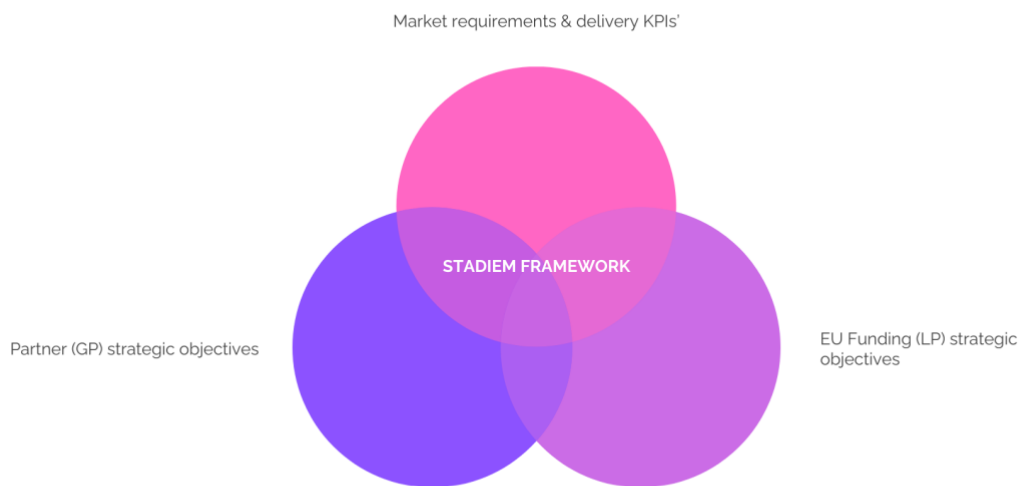 Market requirements & delivery KPIs'
STADIEM FRAMEWORK
Partner (GP) strategic objectives
EU Funding (LP) strategic
objectives